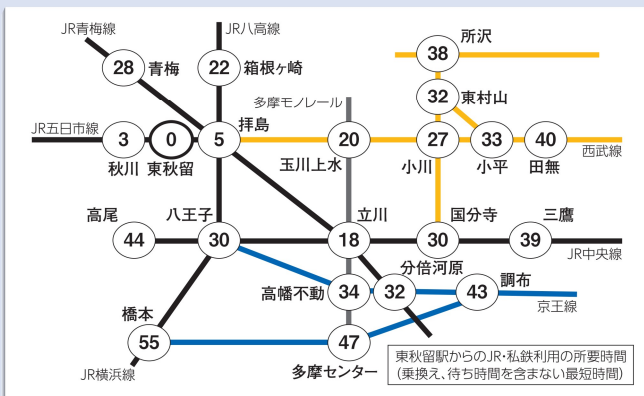 JR青梅線
JR八高線
所沢
38
28
青梅
22
箱根ヶ崎
32
東村山
多摩モノレール
JR五日市線
拝島
3
0
5
20
27
33
40
西武線
秋川
東秋留
玉川上水
小川
小平
田無
高尾
八王子
立川
国分寺
三鷹
44
30
18
30
39
JR中央線
分倍河原
調布
高幡不動
34
32
43
京王線
橋本
55
47
多摩センター
JR横浜線
東秋留駅からのJR・私鉄利用の所要時間
(乗換え、待ち時間を含まない最短時間)